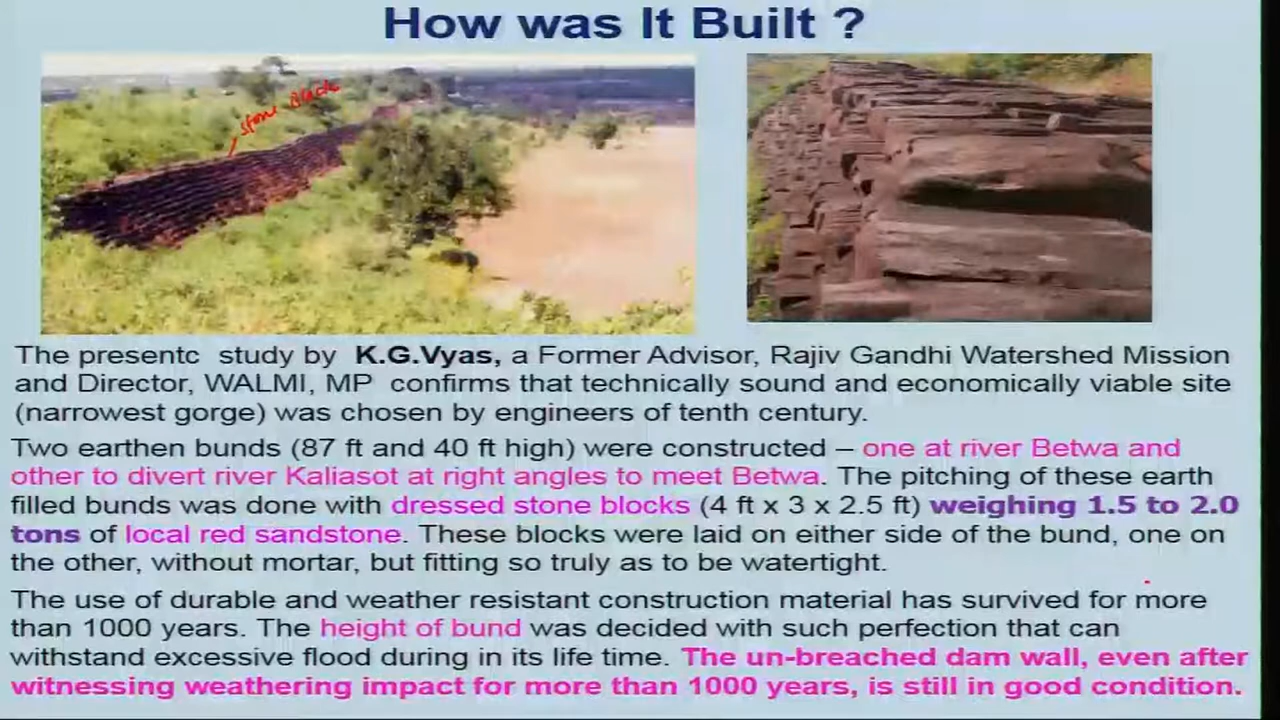 How was It Built ?
stone Block
The presentc study by K.G.Vyas, a Former Advisor, Rajiv Gandhi Watershed Mission
and Director, WALMI, MP confirms that technically sound and economically viable site
(narrowest gorge) was chosen by engineers of tenth century.
Two earthen bunds (87 ft and 40 ft high) were constructed – one at river Betwa and
other to divert river Kaliasot at right angles to meet Betwa. The pitching of these earth
filled bunds was done with dressed stone blocks (4 ft x 3 x 2.5 ft) weighing 1.5 to 2.0
tons of local red sandstone. These blocks were laid on either side of the bund, one on
the other, without mortar, but fitting so truly as to be watertight.
The use of durable and weather resistant construction material has survived for more
than 1000 years. The height of bund was decided with such perfection that can
withstand excessive flood during in its life time. The un-breached dam wall, even after
witnessing weathering impact for more than 1000 years, is still in good condition.